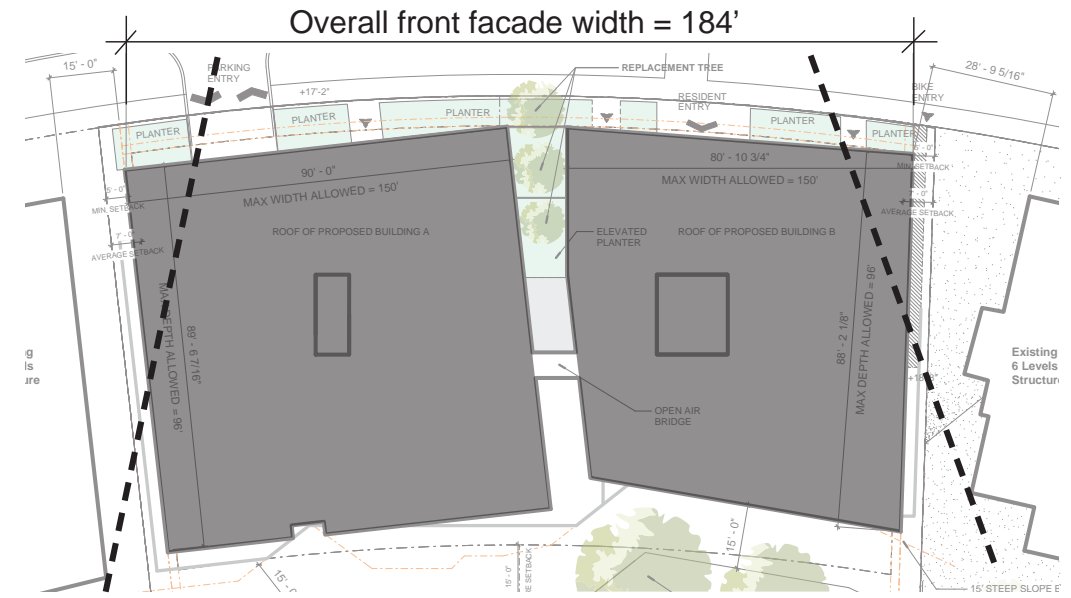 Overall front facade width = 184’
15' - 0"
PARKING
ENTRY
+17'-2"
REPLACEMENT TREE
28' - 9 5/16"
BIKE
ENTRY
RESIDENT
ENTRY
PLANTER
PLANTER
PLANTER
PLANTER
PLANTER
5' - 0"
MIN. SETBACK
7' - 0"
AVERAGE SETBACK
90' - 0"
MAX WIDTH ALLOWED = 150'
80' - 10 3/4"
MAX WIDTH ALLOWED = 150'
MIN. SETBACK
AVERAGE SETBACK
ROOF OF PROPOSED BUILDING A
ELEVATED
PLANTER
ROOF OF PROPOSED BUILDING B
MAX DEPTH ALLOWED = 96'
89' - 6 7/16"
88' - 2 1/8"
MAX DEPTH ALLOWED = 96'
Existing
6 Levels
Structure
OPEN AIR
BRIDGE
15' - 0"
15' - 0"
15' - 0"
15' STEEP SLOPE